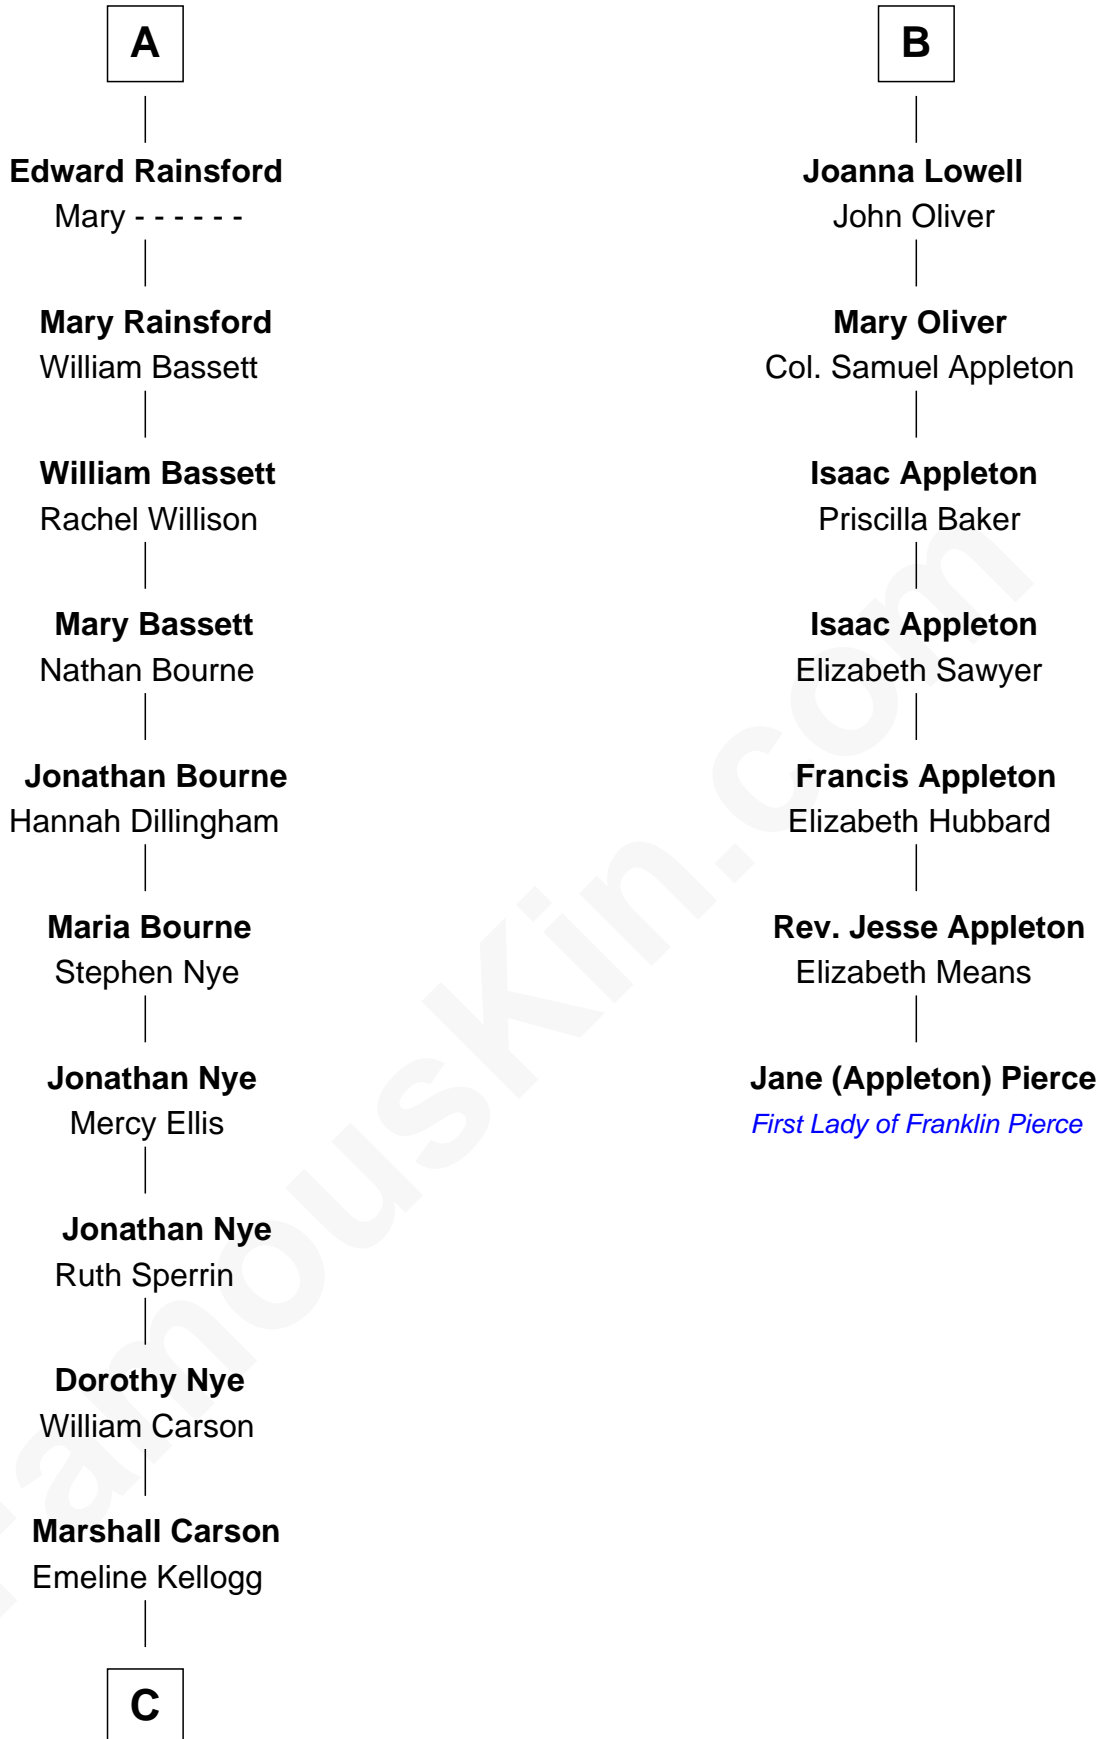 A
Edward Rainsford
Mary - - - - - -
Mary Rainsford
William Bassett
William Bassett
Rachel Willison
Mary Bassett
Nathan Bourne
Jonathan Bourne
Hannah Dillingham
Maria Bourne
Stephen Nye
Jonathan Nye
Mercy Ellis
Jonathan Nye
Ruth Sperrin
Dorothy Nye
William Carson
Marshall Carson
Emeline Kellogg
C
B
Joanna Lowell
John Oliver
Mary Oliver
Col. Samuel Appleton
Isaac Appleton
Priscilla Baker
Isaac Appleton
Elizabeth Sawyer
Francis Appleton
Elizabeth Hubbard
Rev. Jesse Appleton
Elizabeth Means
Jane (Appleton) Pierce
First Lady of Franklin Pierce
FamousKin.com